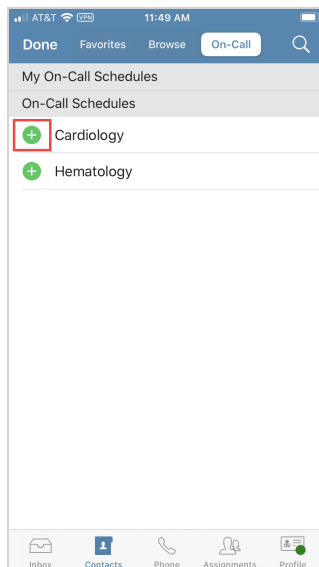 AT&T VPN 11:49 AM
Done Favorites Browse On-Call
My On-Call Schedules
On-Call Schedules
Cardiology
Hematology
Inbox Contacts Phone Assignments Profile